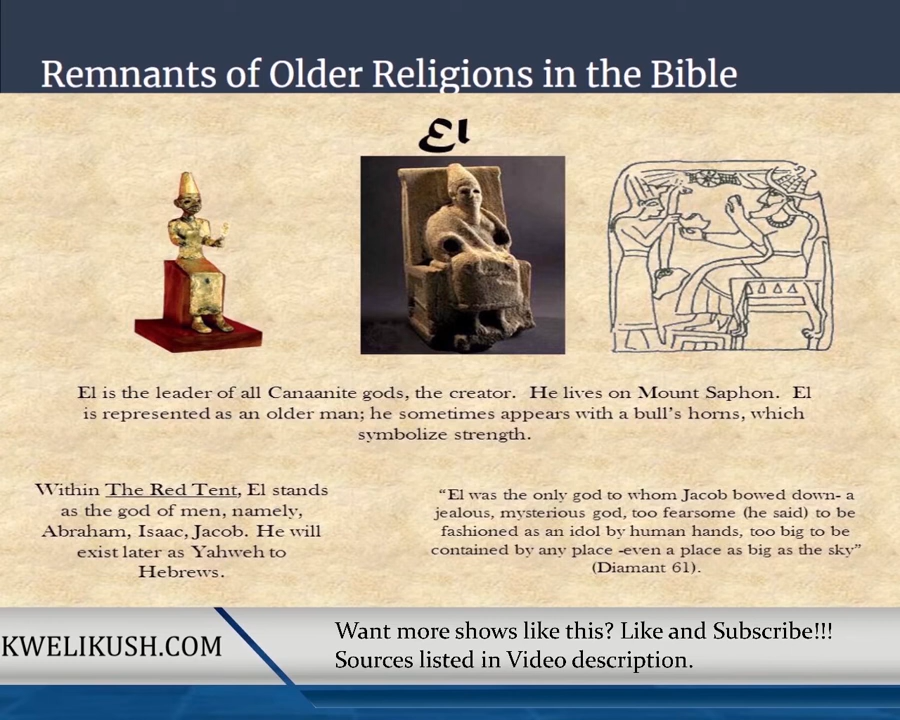 Remnants of Older Religions in the Bible
El
El is the leader of all Canaanite gods, the creator. He lives on Mount Saphon. El
is represented as an older man; he sometimes appears with a bull's horns, which
symbolize strength.
Within The Red Tent, El stands
as the god of men, namely,
Abraham, Isaac, Jacob. He will
exist later as Yahweh to
Hebrews.
"El was the only god to whom Jacob bowed down- a
jealous, mysterious god, too fearsome (he said) to be
fashioned as an idol by human hands, too big to be
contained by any place -even a place as big as the sky"
(Diamant 61).
KWELIKUSH.COM
Want more shows like this? Like and Subscribe!!!
Sources listed in Video description.